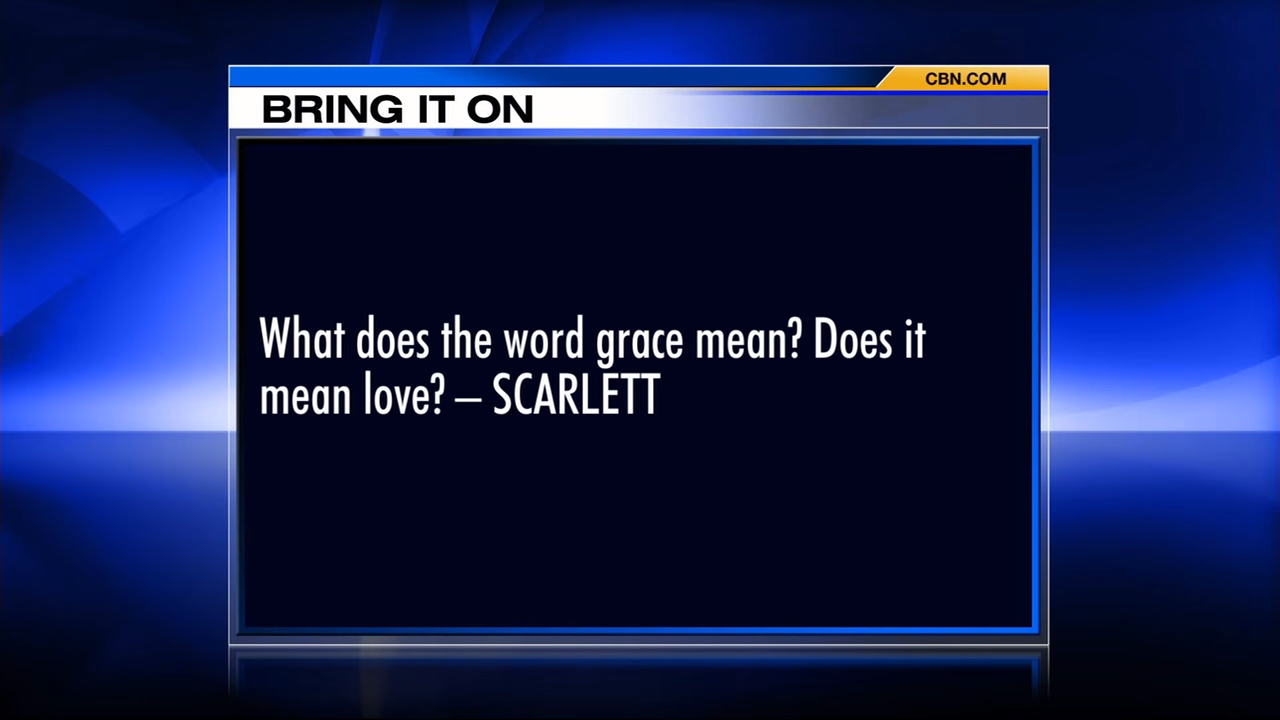 CBN.COM
BRING IT ON
What does the word grace mean? Does it
mean love? – SCARLETT